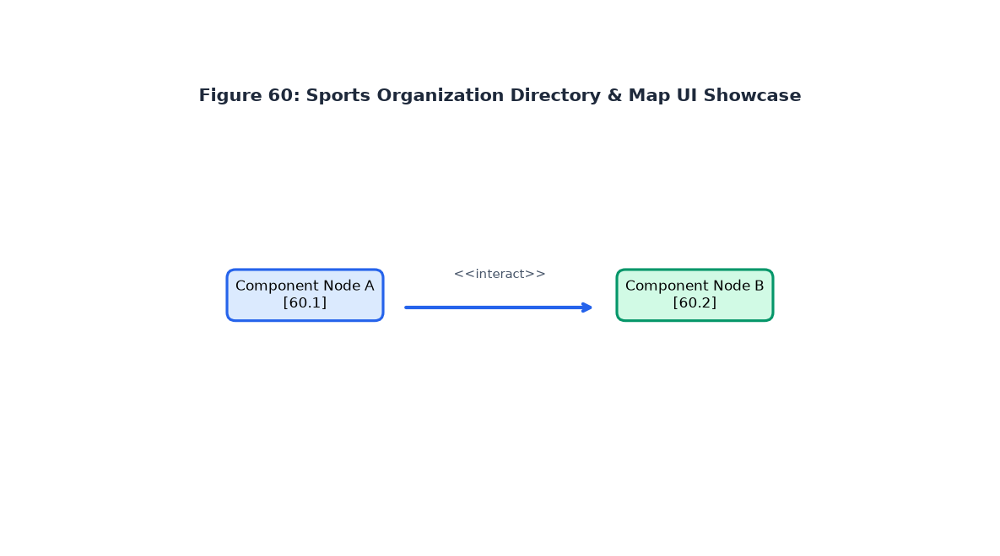 Figure 60: Sports Organization Directory & Map UI Showcase
<<interact>>
Component Node A
[60.1]
Component Node B
[60.2]